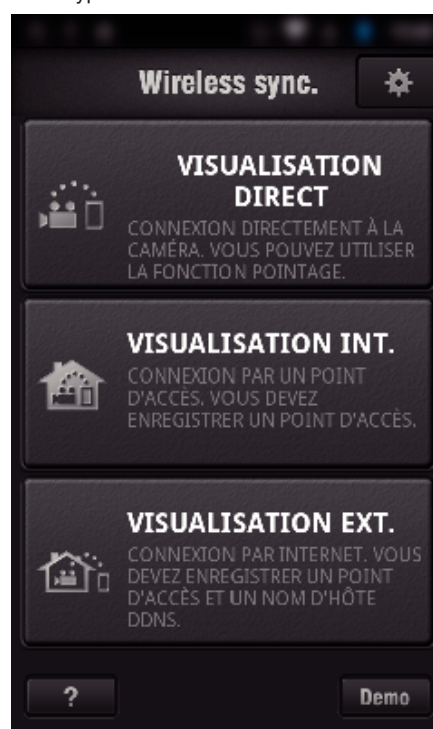 Wireless sync.
VISUALISATION
DIRECT
CONNEXION DIRECTEMENT À LA
CAMÉRA. VOUS POUVEZ UTILISER
LA FONCTION POINTAGE.
VISUALISATION INT.
CONNEXION PAR UN POINT
D'ACCÈS. VOUS DEVEZ
ENREGISTRER UN POINT D'ACCÈS.
VISUALISATION EXT.
CONNEXION PAR INTERNET. VOUS
DEVEZ ENREGISTRER UN POINT
D'ACCÈS ET UN NOM D'HÔTE
DDNS.
?
Demo